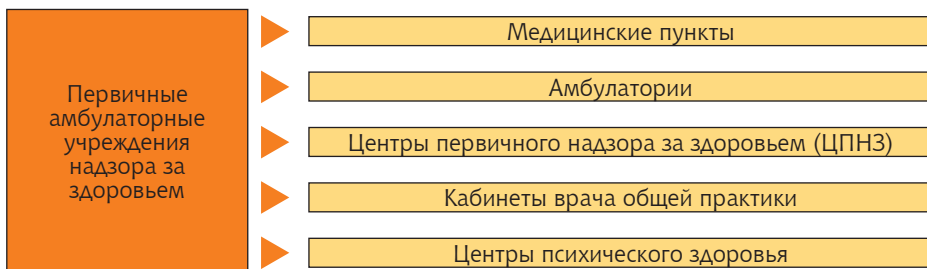 Первичные
амбулаторные
учреждения
надзора за
здоровьем
Медицинские пункты
Амбулатории
Центры первичного надзора за здоровьем (ЦПНЗ)
Кабинеты врача общей практики
Центры психического здоровья